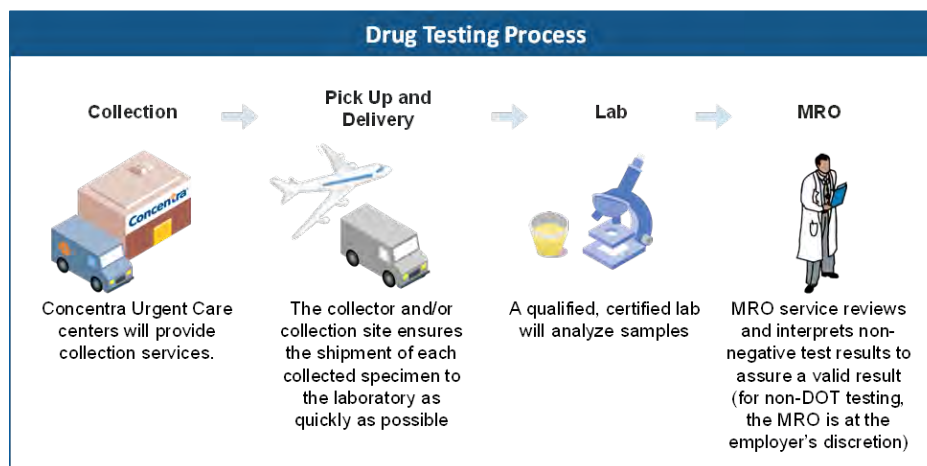 Drug Testing Process
Collection
Pick Up and
Delivery
Lab
MRO
Concentra
Concentra Urgent Care
centers will provide
collection services.
The collector and/or
collection site ensures
the shipment of each
collected specimen to
the laboratory as
quickly as possible
A qualified, certified lab
will analyze samples
MRO service reviews
and interprets non-
negative test results to
assure a valid result
(for non-DOT testing,
the MRO is at the
employer's discretion)